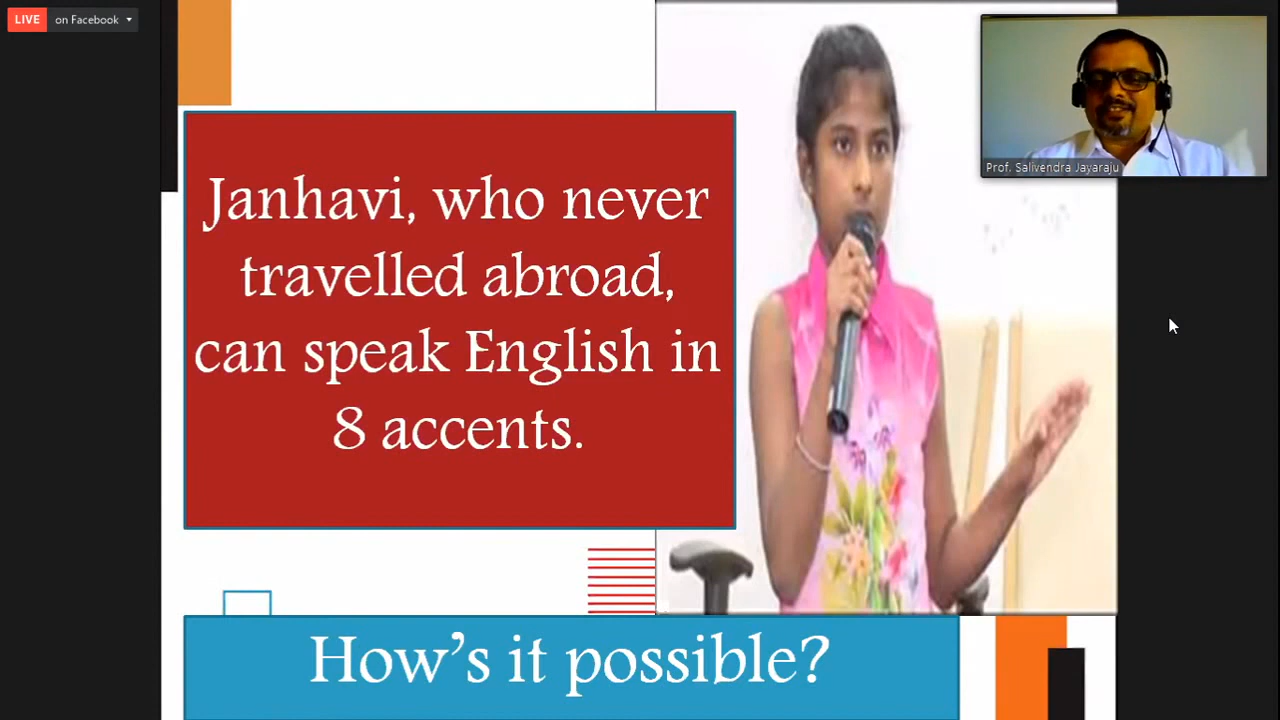 LIVE on Facebook
Prof. Salivendra Jayaraju
Janhavi, who never
travelled abroad,
can speak English in
8 accents.
How's it possible?